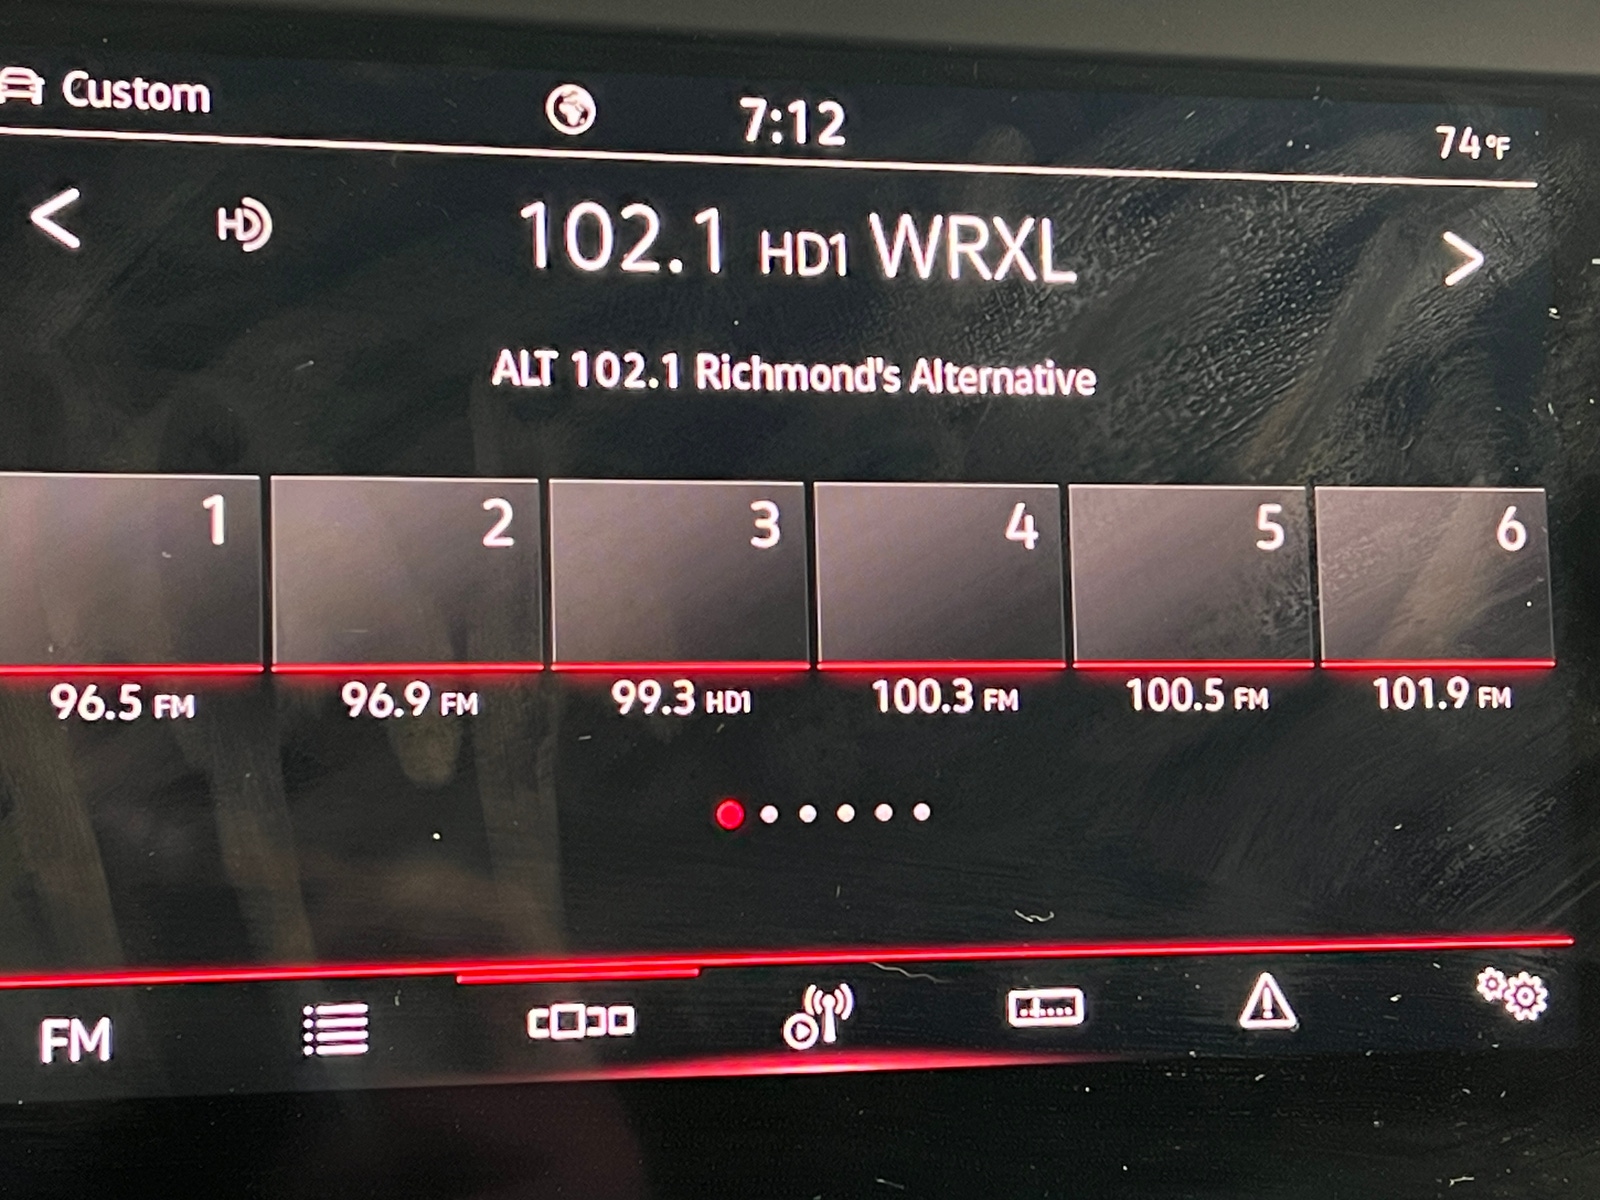 Custom 7:12 74°F
HD 102.1 HD1 WRXL
ALT 102.1 Richmond's Alternative
1 2 3 4 5 6
96.5 FM 96.9 FM 99.3 HD1 100.3 FM 100.5 FM 101.9 FM
FM